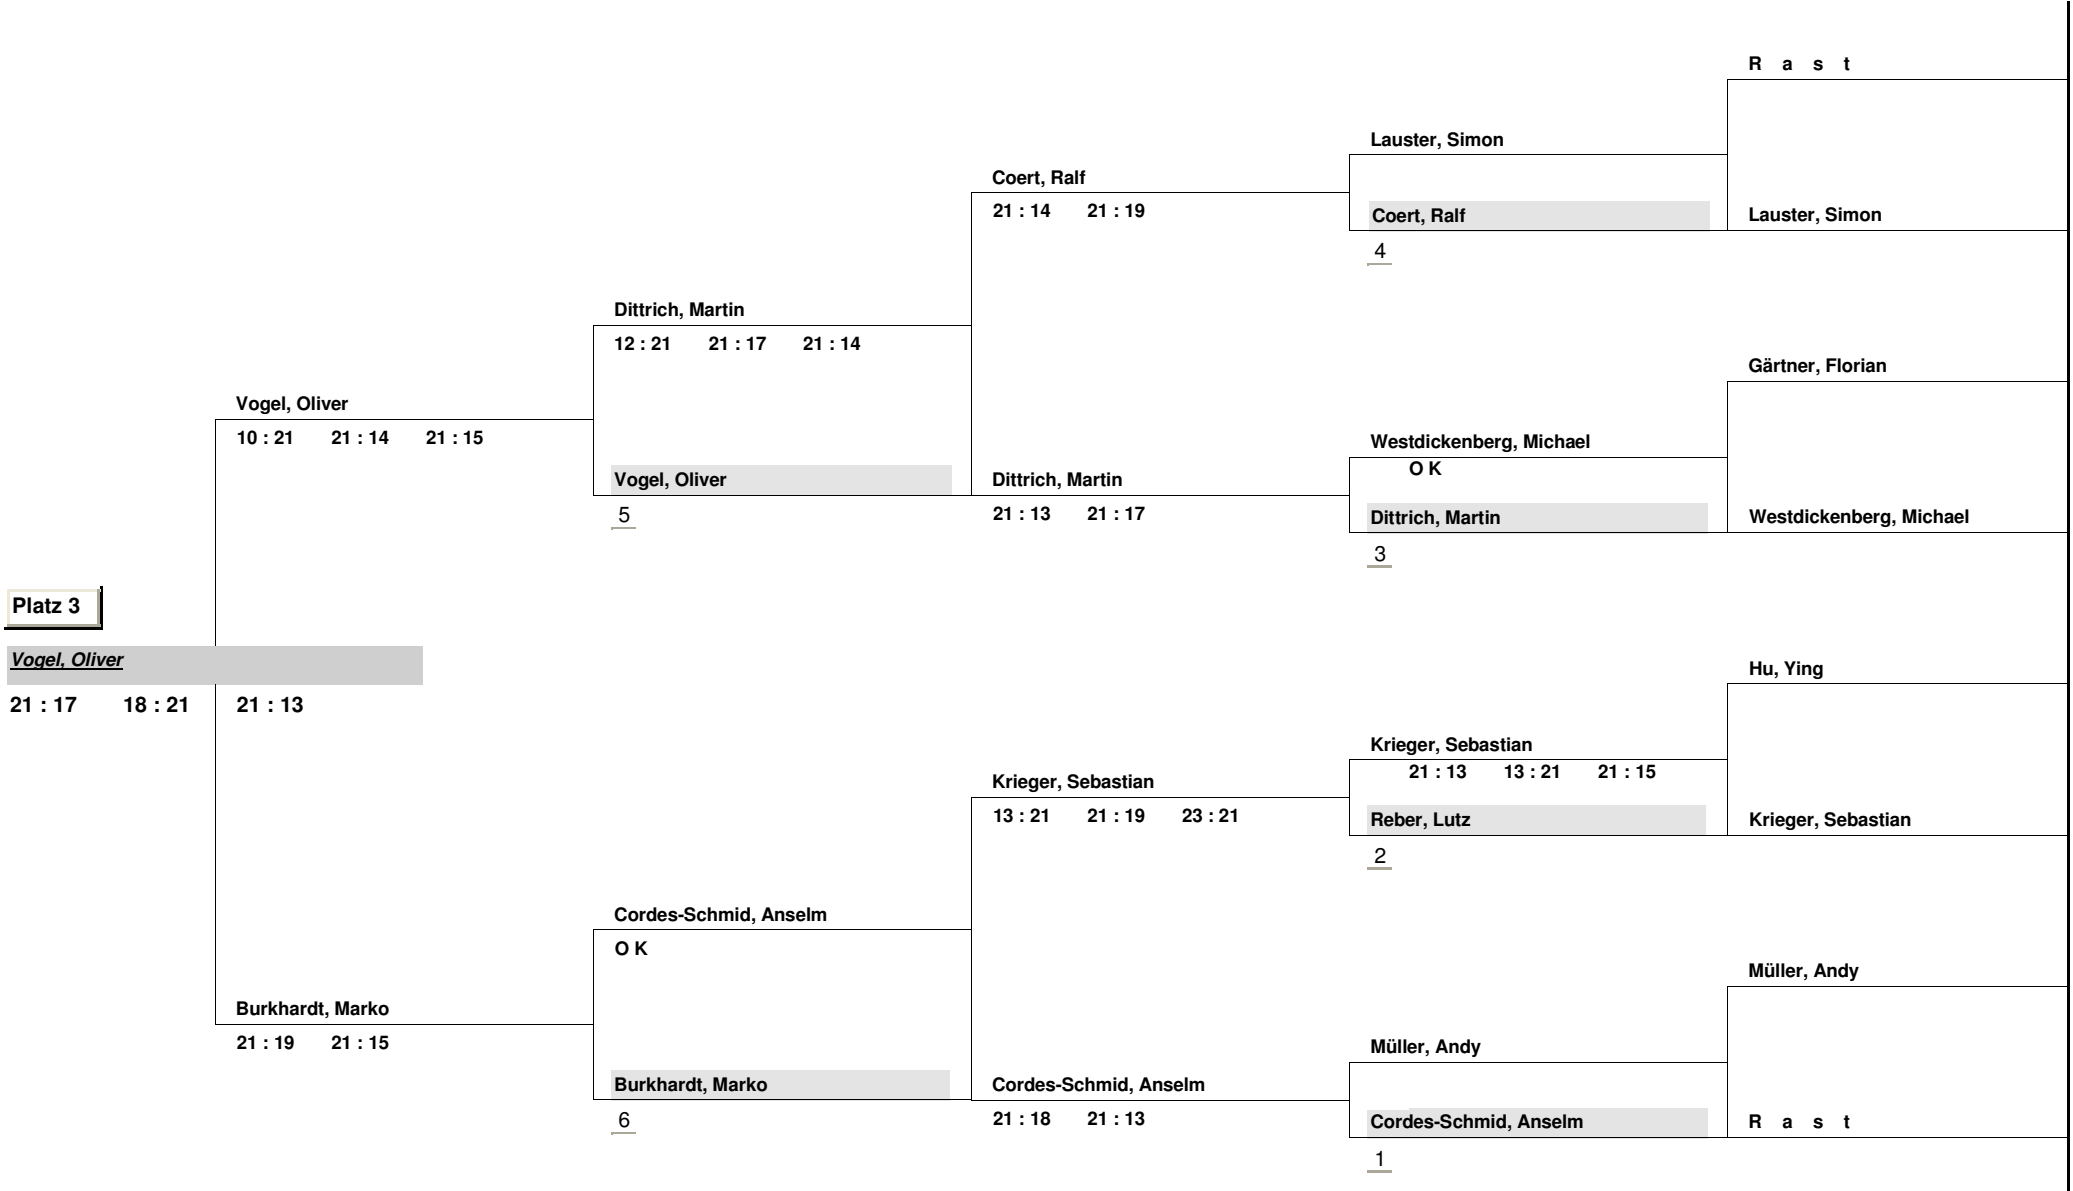 R a s t
Lauster, Simon
Coert, Ralf
21 : 14 21 : 19
Coert, Ralf
Lauster, Simon
4
Dittrich, Martin
12 : 21 21 : 17 21 : 14
Gärtner, Florian
Vogel, Oliver
10 : 21 21 : 14 21 : 15
Westdickenberg, Michael
O K
Vogel, Oliver
Dittrich, Martin
5
21 : 13 21 : 17
Dittrich, Martin
Westdickenberg, Michael
3
Platz 3
Vogel, Oliver
21 : 17 18 : 21 21 : 13
Hu, Ying
Krieger, Sebastian
21 : 13 13 : 21 21 : 15
Krieger, Sebastian
13 : 21 21 : 19 23 : 21
Reber, Lutz
Krieger, Sebastian
2
Cordes-Schmid, Anselm
O K
Müller, Andy
Burkhardt, Marko
21 : 19 21 : 15
Müller, Andy
Burkhardt, Marko
Cordes-Schmid, Anselm
6
21 : 18 21 : 13
Cordes-Schmid, Anselm
R a s t
1